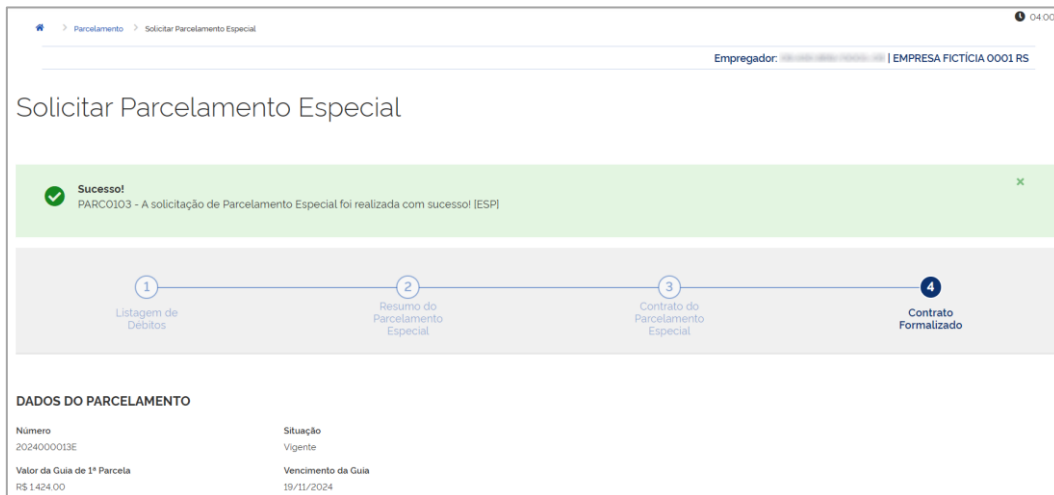 04:00
Parcelamento > Solicitar Parcelamento Especial
Empregador: | EMPRESA FICTÍCIA 0001 RS
Solicitar Parcelamento Especial
Sucesso!
PARC0103 - A solicitação de Parcelamento Especial foi realizada com sucesso! [ESP]
1
2
3
4
Listagem de
Débitos
Resumo do
Parcelamento
Especial
Contrato do
Parcelamento
Especial
Contrato
Formalizado
DADOS DO PARCELAMENTO
Número
Situação
2024000013E
Vigente
Valor da Guia de 1ª Parcela
Vencimento da Guia
R$ 1.424,00
19/11/2024